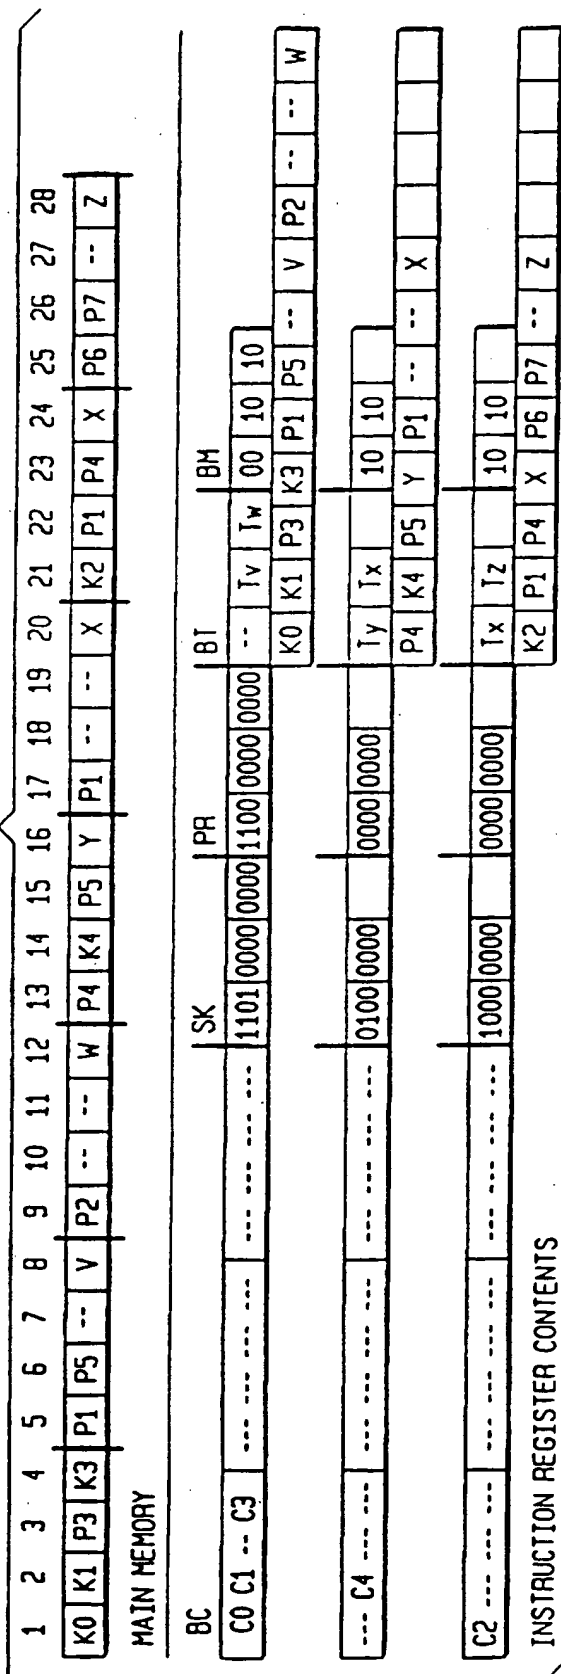 1 2 3 4 5 6 7 8 9 10 11 12 13 14 15 16 17 18 19 20 21 22 23 24 25 26 27 28
K0 K1 P3 K3 P1 P5 -- V P2 -- -- W P4 K4 P5 Y P1 -- -- X K2 P1 P4 X P6 P7 -- Z
MAIN MEMORY
BC SK PR BT BM
C0 C1 -- C3 --- --- --- --- --- --- --- --- 1101 0000 0000 1100 0000 0000 -- Tv Tw 00 10 10
K0 K1 P3 K3 P1 P5 -- V P2 -- -- W
--- C4 --- --- --- --- --- --- --- --- --- --- 0100 0000 0000 0000 Ty Tx 10 10
P4 K4 P5 Y P1 -- -- X
C2 --- --- --- --- --- --- --- --- --- --- --- 1000 0000 0000 0000 Tx Tz 10 10
K2 P1 P4 X P6 P7 -- Z
INSTRUCTION REGISTER CONTENTS